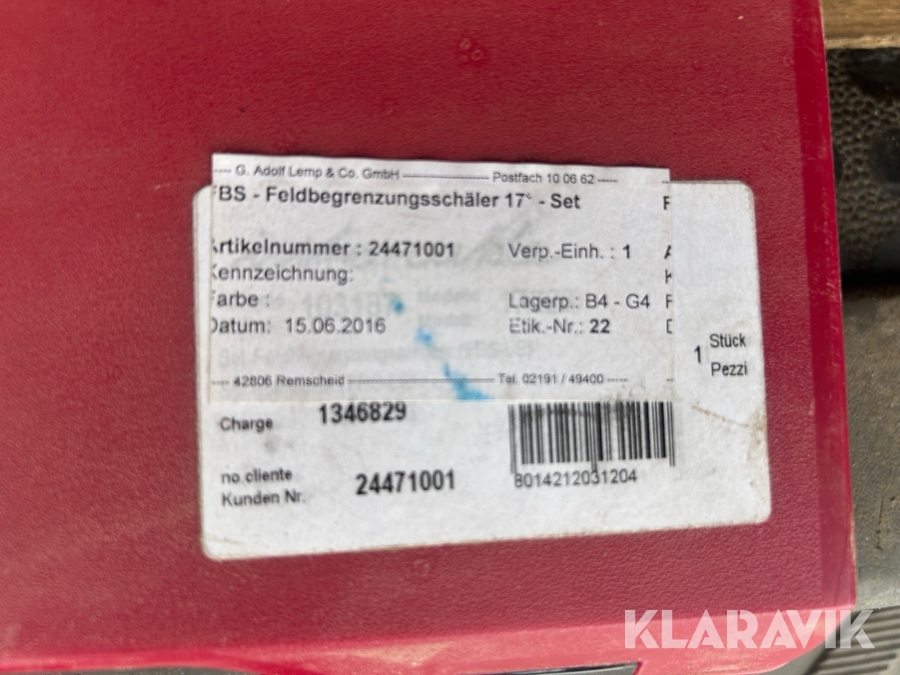 ---- G. Adolf Lemp & Co. GmbH ---- Postfach 10 06 62 ----
FBS - Feldbegrenzungsschäler 17° - Set F
Artikelnummer : 24471001 Verp.-Einh. : 1 A
Kennzeichnung: K
Farbe : Lagerp.: B4 - G4 F
Datum: 15.06.2016 Etik.-Nr.: 22 D
---- 42806 Remscheid ---- Tel. 02191 / 49400 ----
1 Stück
Pezzi
Charge 1346829
no.cliente
Kunden Nr. 24471001
8014212031204
KLARAVIK